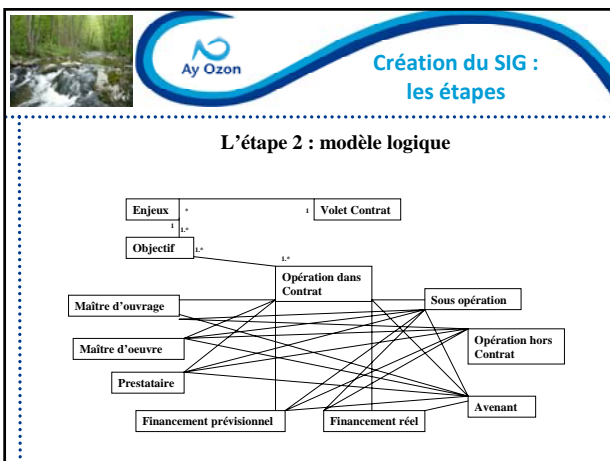 Ay Ozon
Création du SIG :
les étapes
L'étape 2 : modèle logique
Enjeux
*
1
Volet Contrat
1
1.*
Objectif
1.*
1.*
Opération dans
Contrat
Sous opération
Maître d'ouvrage
Opération hors
Contrat
Maître d'oeuvre
Prestataire
Avenant
Financement prévisionnel
Financement réel